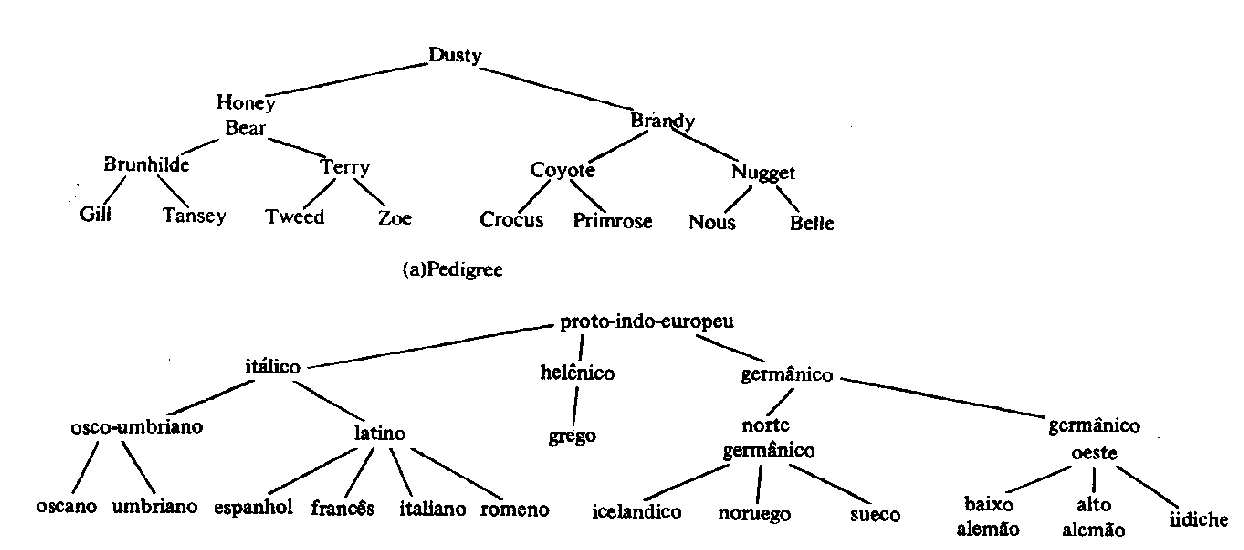 Dusty
Honey
Bear
Brandy
Brunhilde Terry Coyote Nugget
Gill Tansey Tweed Zoe Crocus Primrose Nous Belle
(a)Pedigree
proto-indo-europeu
itálico helênico germânico
osco-umbriano latino grego norte germânico
germânico oeste
oscano umbriano espanhol francês italiano romeno icelandico noruego sueco baixo alto iidiche
alemão alemão